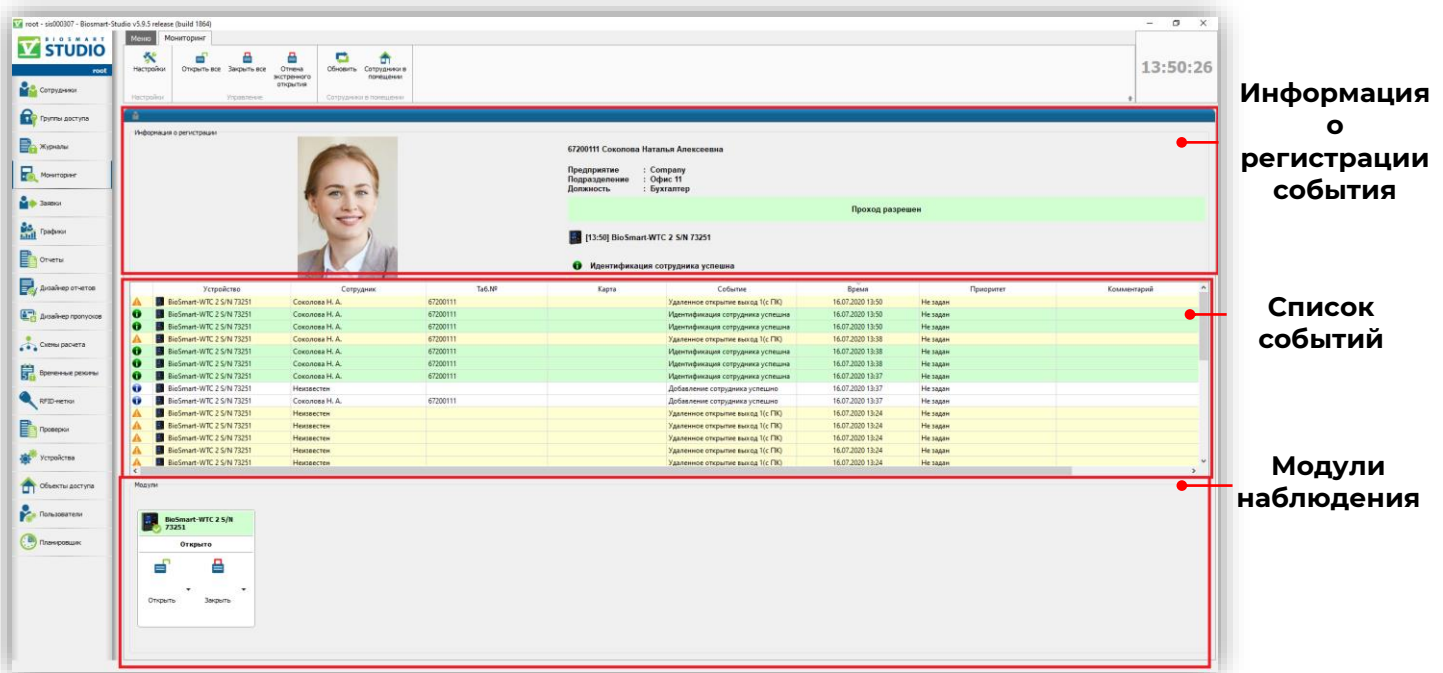 root - sis000307 - Biosmart-Studio v5.9.5 release (build 1864)
BIOSMART
STUDIO
root
Меню Мониторинг
Настройки
Открыть все
Закрыть все
Отмена
экстренного
открытия
Обновить
Сотрудники в
помещении
Настройки
Управление
Сотрудники в помещении
13:50:26
Сотрудники
Группы доступа
Журналы
Мониторинг
Заявки
Графики
Отчеты
Дизайнер отчетов
Дизайнер пропусков
Схемы расчета
Временные режимы
RFID-метки
Проверки
Устройства
Объекты доступа
Пользователи
Планировщик
Информация о регистрации
67200111 Соколова Наталья Алексеевна
Предприятие : Company
Подразделение : Офис 11
Должность : Бухгалтер
Проход разрешен
[13:50] BioSmart-WTC 2 S/N 73251
Идентификация сотрудника успешна
Устройство Сотрудник Таб.№ Карта Событие Время Приоритет Комментарий
BioSmart-WTC 2 S/N 73251 Соколова Н. А. 67200111 Удаленное открытие выход 1(с ПК) 16.07.2020 13:50 Не задан
BioSmart-WTC 2 S/N 73251 Соколова Н. А. 67200111 Идентификация сотрудника успешна 16.07.2020 13:50 Не задан
BioSmart-WTC 2 S/N 73251 Соколова Н. А. 67200111 Идентификация сотрудника успешна 16.07.2020 13:50 Не задан
BioSmart-WTC 2 S/N 73251 Соколова Н. А. 67200111 Удаленное открытие выход 1(с ПК) 16.07.2020 13:38 Не задан
BioSmart-WTC 2 S/N 73251 Соколова Н. А. 67200111 Идентификация сотрудника успешна 16.07.2020 13:38 Не задан
BioSmart-WTC 2 S/N 73251 Соколова Н. А. 67200111 Идентификация сотрудника успешна 16.07.2020 13:38 Не задан
BioSmart-WTC 2 S/N 73251 Соколова Н. А. 67200111 Идентификация сотрудника успешна 16.07.2020 13:37 Не задан
BioSmart-WTC 2 S/N 73251 Неизвестен Добавление сотрудника успешно 16.07.2020 13:37 Не задан
BioSmart-WTC 2 S/N 73251 Соколова Н. А. 67200111 Добавление сотрудника успешно 16.07.2020 13:37 Не задан
BioSmart-WTC 2 S/N 73251 Неизвестен Удаленное открытие выход 1(с ПК) 16.07.2020 13:24 Не задан
BioSmart-WTC 2 S/N 73251 Неизвестен Удаленное открытие выход 1(с ПК) 16.07.2020 13:24 Не задан
BioSmart-WTC 2 S/N 73251 Неизвестен Удаленное открытие выход 1(с ПК) 16.07.2020 13:24 Не задан
BioSmart-WTC 2 S/N 73251 Неизвестен Удаленное открытие выход 1(с ПК) 16.07.2020 13:24 Не задан
BioSmart-WTC 2 S/N 73251 Неизвестен Удаленное открытие выход 1(с ПК) 16.07.2020 13:24 Не задан
Модули
BioSmart-WTC 2 S/N
73251
Открыто
Открыть Закрыть
Информация
о
регистрации
события
Список
событий
Модули
наблюдения